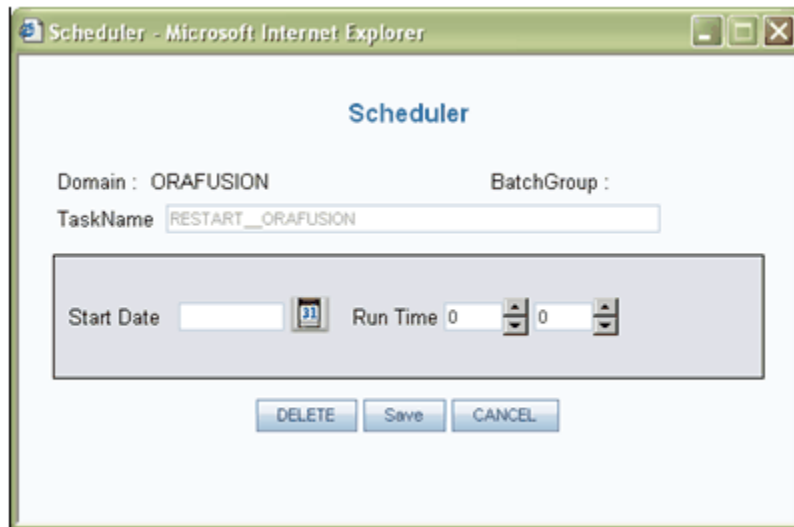 Scheduler - Microsoft Internet Explorer
Scheduler
Domain : ORAFUSION BatchGroup :
TaskName RESTART__ORAFUSION
Start Date 31 Run Time 0 0
DELETE Save CANCEL